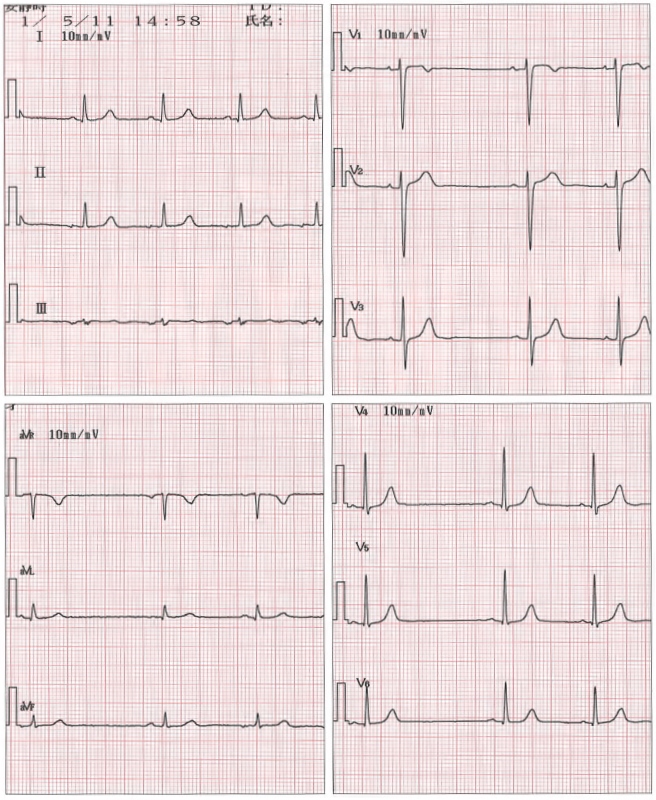 1/ 5/11 14:58 氏名:
I 10mm/mV
II
III
V1 10mm/mV
V2
V3
aVR 10mm/mV
aVL
aVF
V4 10mm/mV
V5
V6